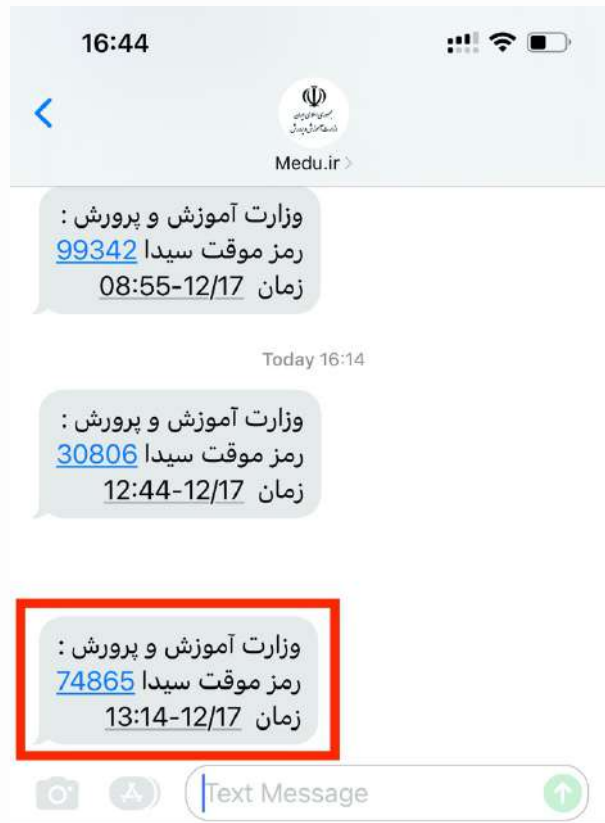 16:44
Medu.ir
وزارت آموزش و پرورش :
رمز موقت سیدا 99342
زمان 12/17-08:55
Today 16:14
وزارت آموزش و پرورش :
رمز موقت سیدا 30806
زمان 12/17-12:44
وزارت آموزش و پرورش :
رمز موقت سیدا 74865
زمان 12/17-13:14
Text Message